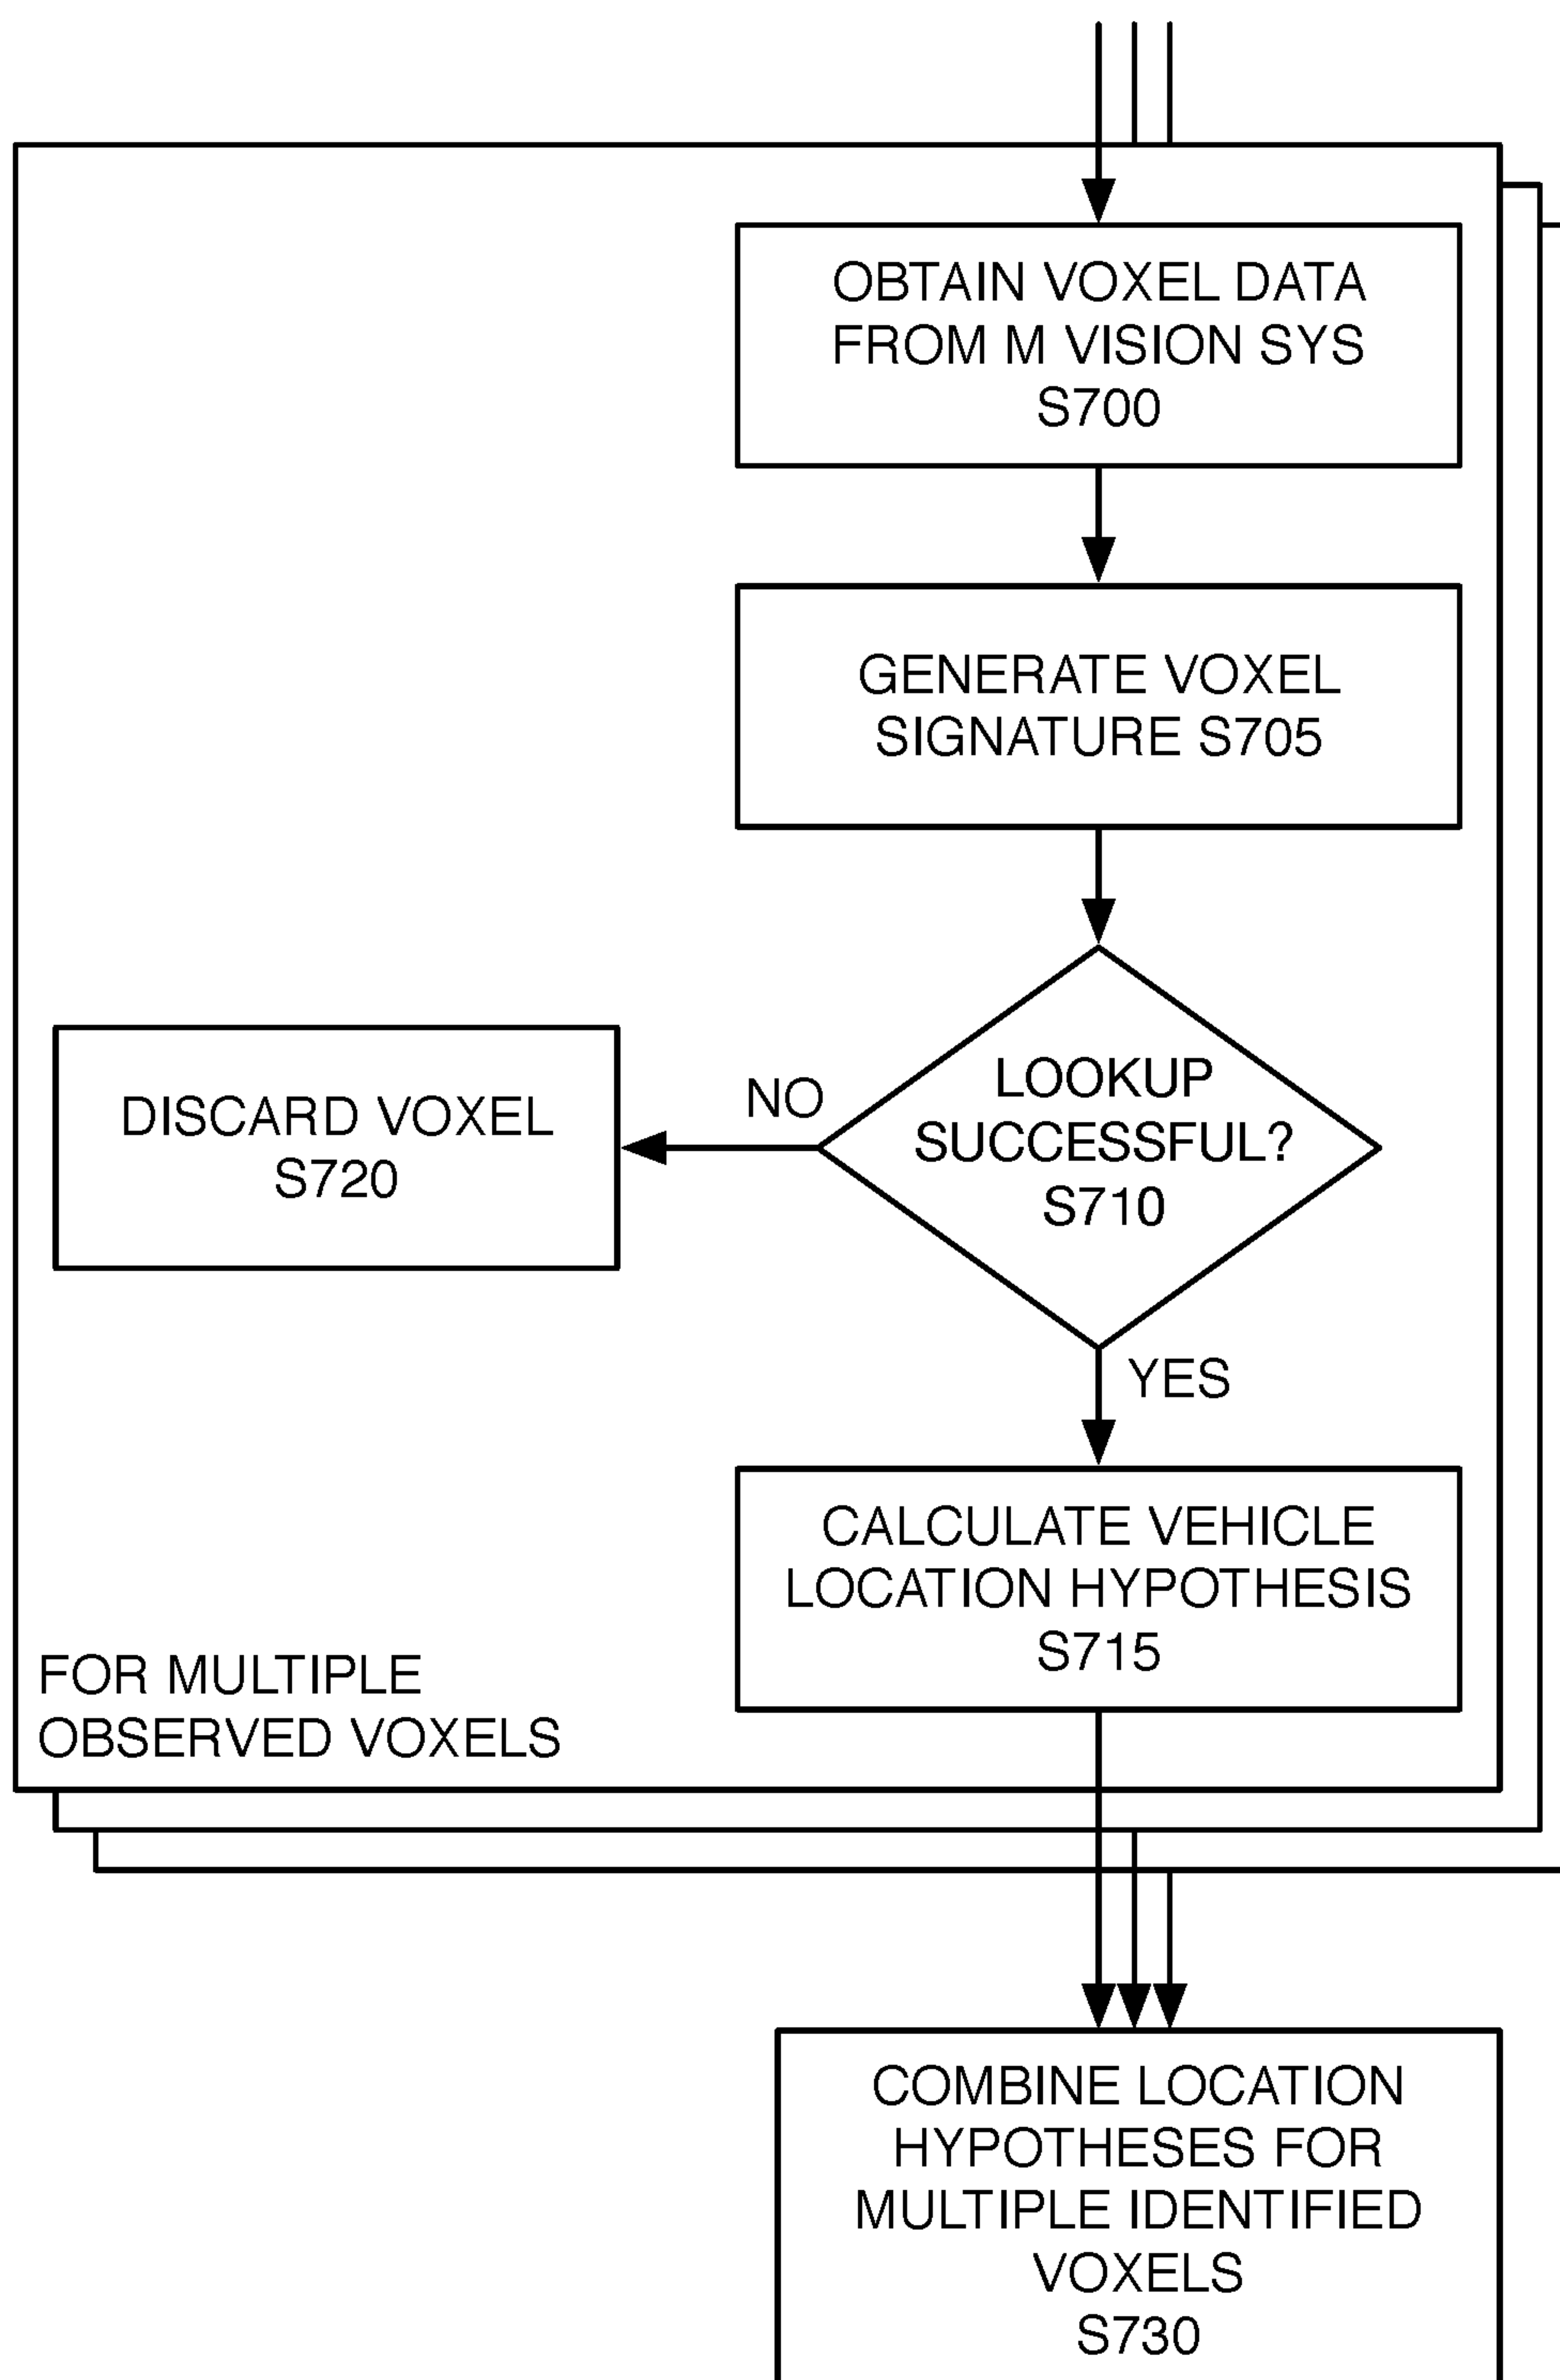 OBTAIN VOXEL DATA
FROM M VISION SYS
S700
GENERATE VOXEL
SIGNATURE S705
LOOKUP
SUCCESSFUL?
S710
NO
DISCARD VOXEL
S720
YES
CALCULATE VEHICLE
LOCATION HYPOTHESIS
S715
FOR MULTIPLE
OBSERVED VOXELS
COMBINE LOCATION
HYPOTHESES FOR
MULTIPLE IDENTIFIED
VOXELS
S730